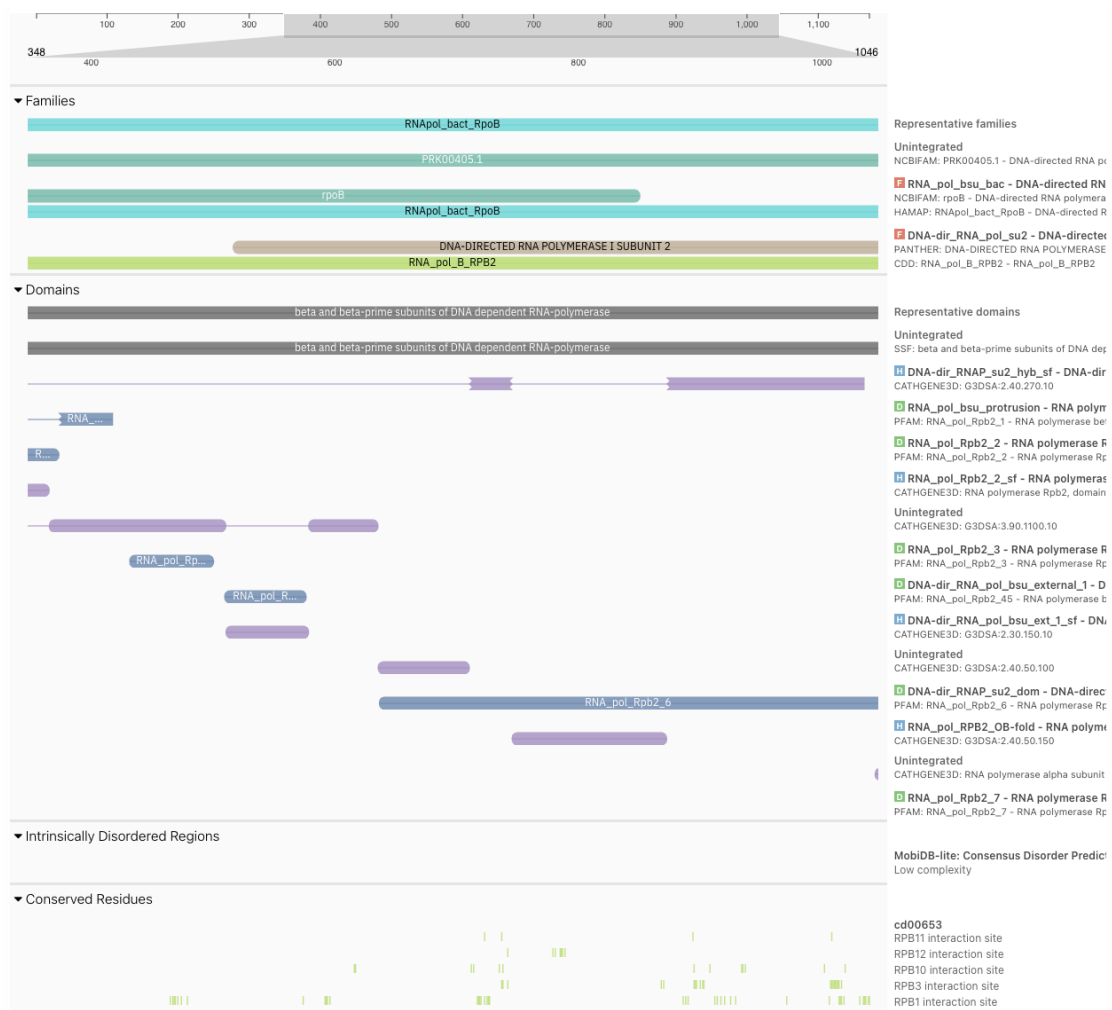 100 200 300 400 500 600 700 800 900 1,000 1,100
348 1046
400 600 800 1000
Families
RNApol_bact_RpoB Representative families
Unintegrated
PRK00405.1 NCBIFAM: PRK00405.1 - DNA-directed RNA po
F RNA_pol_bsu_bac - DNA-directed RN
rpoB NCBIFAM: rpoB - DNA-directed RNA polymera
RNApol_bact_RpoB HAMAP: RNApol_bact_RpoB - DNA-directed R
F DNA-dir_RNA_pol_su2 - DNA-directed
DNA-DIRECTED RNA POLYMERASE I SUBUNIT 2 PANTHER: DNA-DIRECTED RNA POLYMERASE
RNA_pol_B_RPB2 CDD: RNA_pol_B_RPB2 - RNA_pol_B_RPB2
Domains
beta and beta-prime subunits of DNA dependent RNA-polymerase Representative domains
Unintegrated
beta and beta-prime subunits of DNA dependent RNA-polymerase SSF: beta and beta-prime subunits of DNA dep
H DNA-dir_RNAP_su2_hyb_sf - DNA-dir
CATHGENE3D: G3DSA:2.40.270.10
D RNA_pol_bsu_protrusion - RNA polym
RNA_... PFAM: RNA_pol_Rpb2_1 - RNA polymerase be
D RNA_pol_Rpb2_2 - RNA polymerase R
R... PFAM: RNA_pol_Rpb2_2 - RNA polymerase Rp
H RNA_pol_Rpb2_2_sf - RNA polymeras
CATHGENE3D: RNA polymerase Rpb2, domain
Unintegrated
CATHGENE3D: G3DSA:3.90.1100.10
D RNA_pol_Rpb2_3 - RNA polymerase R
RNA_pol_Rp... PFAM: RNA_pol_Rpb2_3 - RNA polymerase Rp
D DNA-dir_RNA_pol_bsu_external_1 - D
RNA_pol_R... PFAM: RNA_pol_Rpb2_45 - RNA polymerase b
H DNA-dir_RNA_pol_bsu_ext_1_sf - DNA
CATHGENE3D: G3DSA:2.30.150.10
Unintegrated
CATHGENE3D: G3DSA:2.40.50.100
D DNA-dir_RNAP_su2_dom - DNA-direct
RNA_pol_Rpb2_6 PFAM: RNA_pol_Rpb2_6 - RNA polymerase Rp
H RNA_pol_RPB2_OB-fold - RNA polyme
CATHGENE3D: G3DSA:2.40.50.150
Unintegrated
CATHGENE3D: RNA polymerase alpha subunit
D RNA_pol_Rpb2_7 - RNA polymerase R
PFAM: RNA_pol_Rpb2_7 - RNA polymerase Rp
Intrinsically Disordered Regions
MobiDB-lite: Consensus Disorder Predic
Low complexity
Conserved Residues
cd00653
RPB11 interaction site
RPB12 interaction site
RPB10 interaction site
RPB3 interaction site
RPB1 interaction site